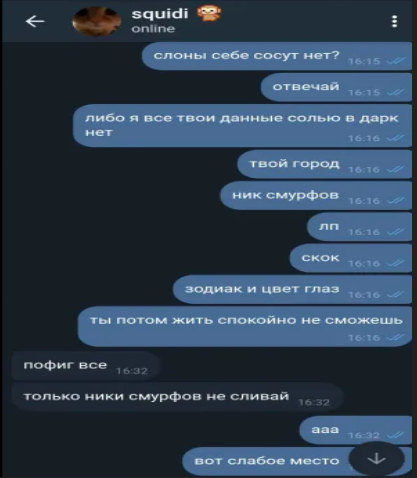 squidi 🙊
online
слоны себе сосут нет? 16:15
отвечай 16:15
либо я все твои данные солью в дарк
нет
16:16
твой город 16:16
ник смурфов 16:16
лп 16:16
скок 16:16
зодиак и цвет глаз 16:16
ты потом жить спокойно не сможешь
16:16
пофиг все 16:32
только ники смурфов не сливай 16:32
ааа 16:32
вот слабое место